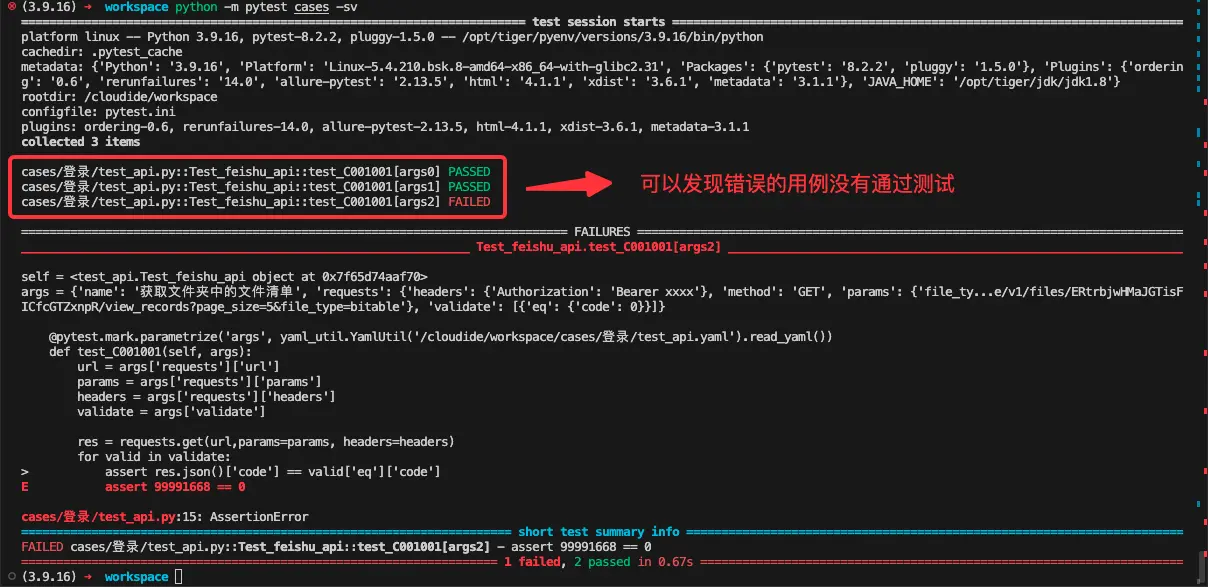 (3.9.16) → workspace python -m pytest cases -sv
======================== test session starts ========================
platform linux -- Python 3.9.16, pytest-8.2.2, pluggy-1.5.0 -- /opt/tiger/pyenv/versions/3.9.16/bin/python
cachedir: .pytest_cache
metadata: {'Python': '3.9.16', 'Platform': 'Linux-5.4.210.bsk.8-amd64-x86_64-with-glibc2.31', 'Packages': {'pytest': '8.2.2', 'pluggy': '1.5.0'}, 'Plugins': {'orderin
g': '0.6', 'rerunfailures': '14.0', 'allure-pytest': '2.13.5', 'html': '4.1.1', 'xdist': '3.6.1', 'metadata': '3.1.1'}, 'JAVA_HOME': '/opt/tiger/jdk/jdk1.8'}
rootdir: /cloudide/workspace
configfile: pytest.ini
plugins: ordering-0.6, rerunfailures-14.0, allure-pytest-2.13.5, html-4.1.1, xdist-3.6.1, metadata-3.1.1
collected 3 items
cases/登录/test_api.py::Test_feishu_api::test_C001001[args0] PASSED
cases/登录/test_api.py::Test_feishu_api::test_C001001[args1] PASSED
可以发现错误的用例没有通过测试
cases/登录/test_api.py::Test_feishu_api::test_C001001[args2] FAILED
======================== FAILURES ========================
________________________ Test_feishu_api.test_C001001[args2] ________________________
self = <test_api.Test_feishu_api object at 0x7f65d74aaf70>
args = {'name': '获取文件夹中的文件清单', 'requests': {'headers': {'Authorization': 'Bearer xxxx'}, 'method': 'GET', 'params': {'file_ty...e/v1/files/ERtrbjwHMaJGTisF
ICfcGTZxnpR/view_records?page_size=5&file_type=bitable'}, 'validate': [{'eq': {'code': 0}}]}
@pytest.mark.parametrize('args', yaml_util.YamlUtil('/cloudide/workspace/cases/登录/test_api.yaml').read_yaml())
def test_C001001(self, args):
url = args['requests']['url']
params = args['requests']['params']
headers = args['requests']['headers']
validate = args['validate']
res = requests.get(url,params=params, headers=headers)
for valid in validate:
> assert res.json()['code'] == valid['eq']['code']
E assert 99991668 == 0
cases/登录/test_api.py:15: AssertionError
======================== short test summary info ========================
FAILED cases/登录/test_api.py::Test_feishu_api::test_C001001[args2] - assert 99991668 == 0
======================== 1 failed, 2 passed in 0.67s ========================
(3.9.16) → workspace